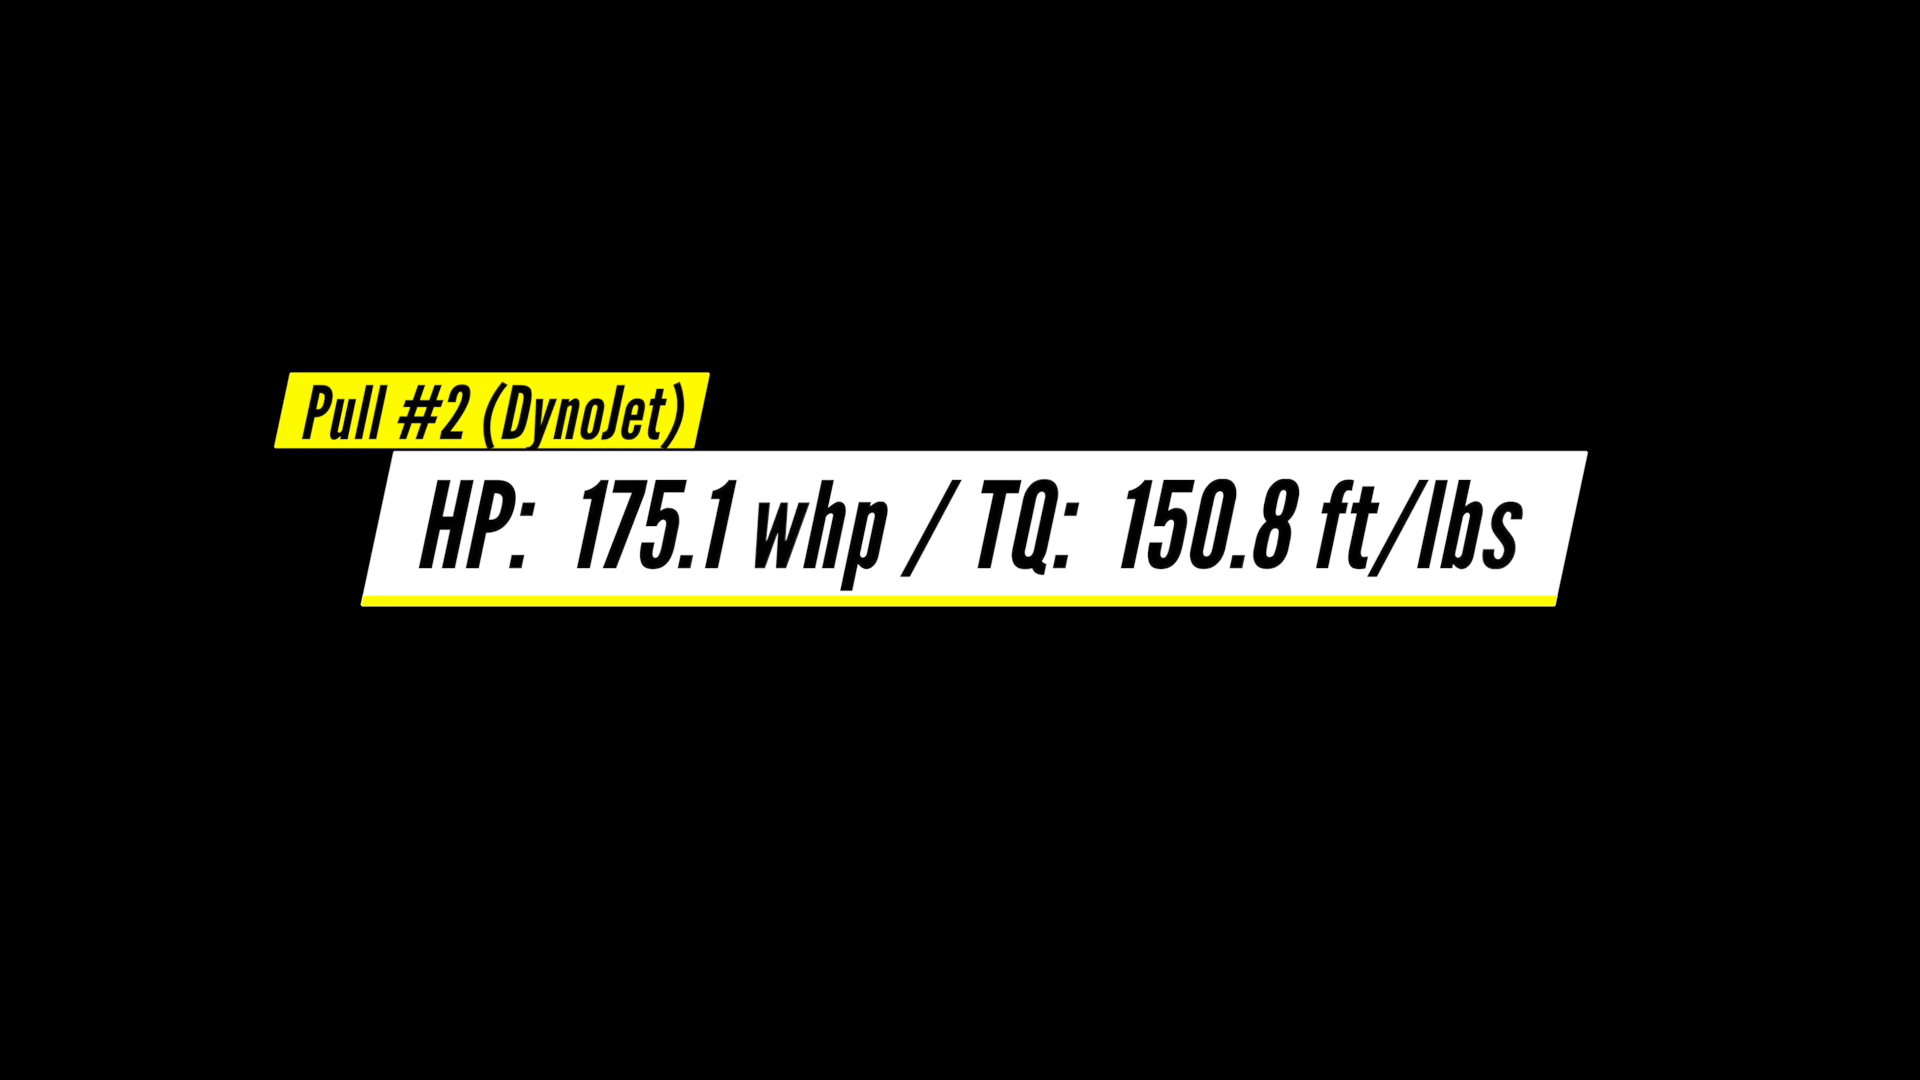 Pull #2 (DynoJet)
HP: 175.1 whp / TQ: 150.8 ft/lbs